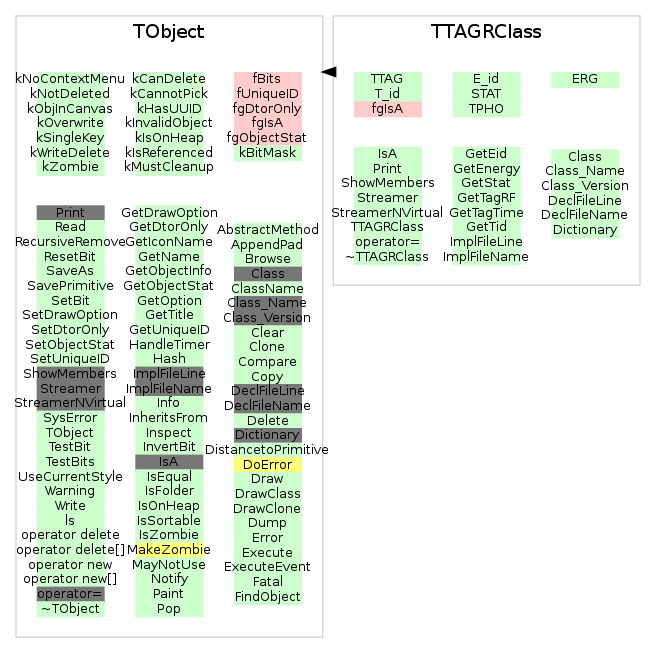 TObject
kNoContextMenu
kNotDeleted
kObjInCanvas
kOverwrite
kSingleKey
kWriteDelete
kZombie
kCanDelete
kCannotPick
kHasUUID
kInvalidObject
kIsOnHeap
kIsReferenced
kMustCleanup
fBits
fUniqueID
fgDtorOnly
fgIsA
fgObjectStat
kBitMask
Print
Read
RecursiveRemove
ResetBit
SaveAs
SavePrimitive
SetBit
SetDrawOption
SetDtorOnly
SetObjectStat
SetUniqueID
ShowMembers
Streamer
StreamerNVirtual
SysError
TObject
TestBit
TestBits
UseCurrentStyle
Warning
Write
ls
operator delete
operator delete[]
operator new
operator new[]
operator=
~TObject
GetDrawOption
GetDtorOnly
GetIconName
GetName
GetObjectInfo
GetObjectStat
GetOption
GetTitle
GetUniqueID
HandleTimer
Hash
ImplFileLine
ImplFileName
Info
InheritsFrom
Inspect
InvertBit
IsA
IsEqual
IsFolder
IsOnHeap
IsSortable
IsZombie
MakeZombie
MayNotUse
Notify
Paint
Pop
AbstractMethod
AppendPad
Browse
Class
ClassName
Class_Name
Class_Version
Clear
Clone
Compare
Copy
DeclFileLine
DeclFileName
Delete
Dictionary
DistancetoPrimitive
DoError
Draw
DrawClass
DrawClone
Dump
Error
Execute
ExecuteEvent
Fatal
FindObject
TTAGRClass
TTAG
T_id
fgIsA
E_id
STAT
TPHO
ERG
IsA
Print
ShowMembers
Streamer
StreamerNVirtual
TTAGRClass
operator=
~TTAGRClass
GetEid
GetEnergy
GetStat
GetTagRF
GetTagTime
GetTid
ImplFileLine
ImplFileName
Class
Class_Name
Class_Version
DeclFileLine
DeclFileName
Dictionary